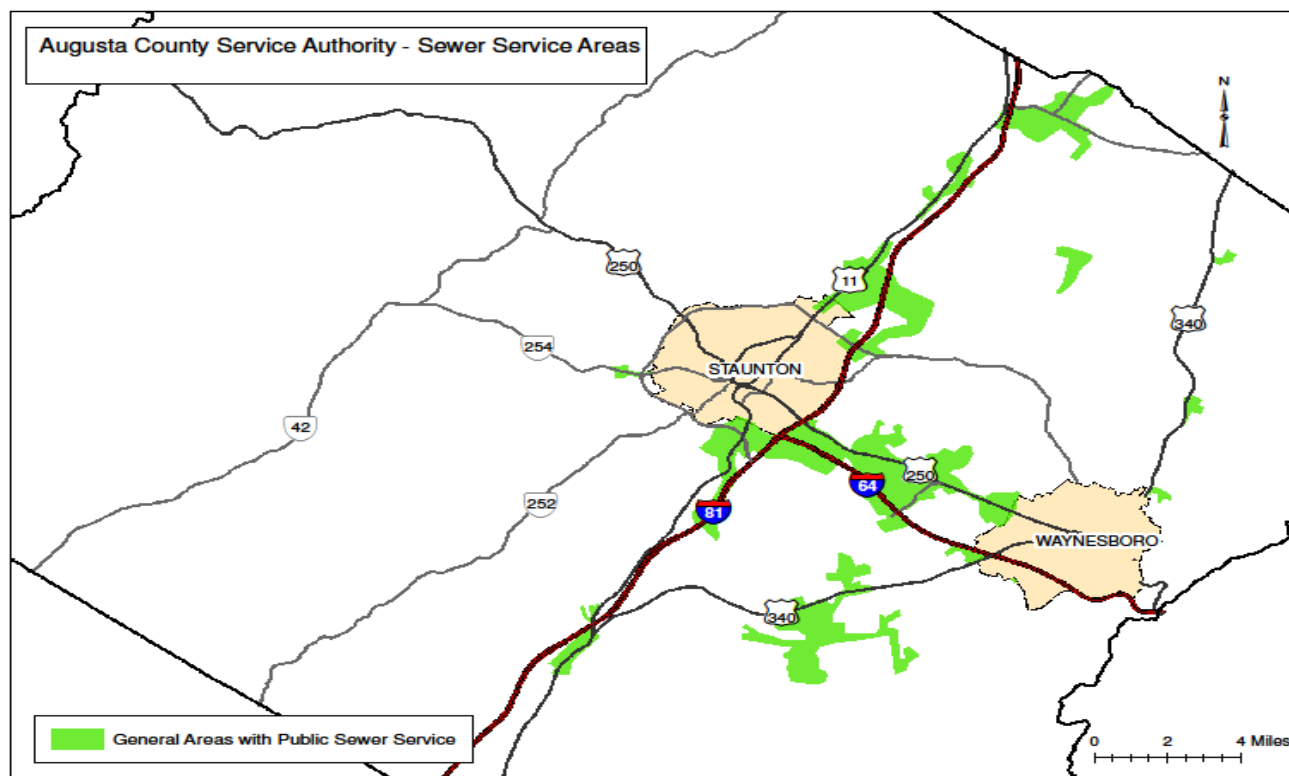 Augusta County Service Authority - Sewer Service Areas
N
250
11
340
254
STAUNTON
42
250
64
252
81
WAYNESBORO
340
General Areas with Public Sewer Service
0 2 4 Miles